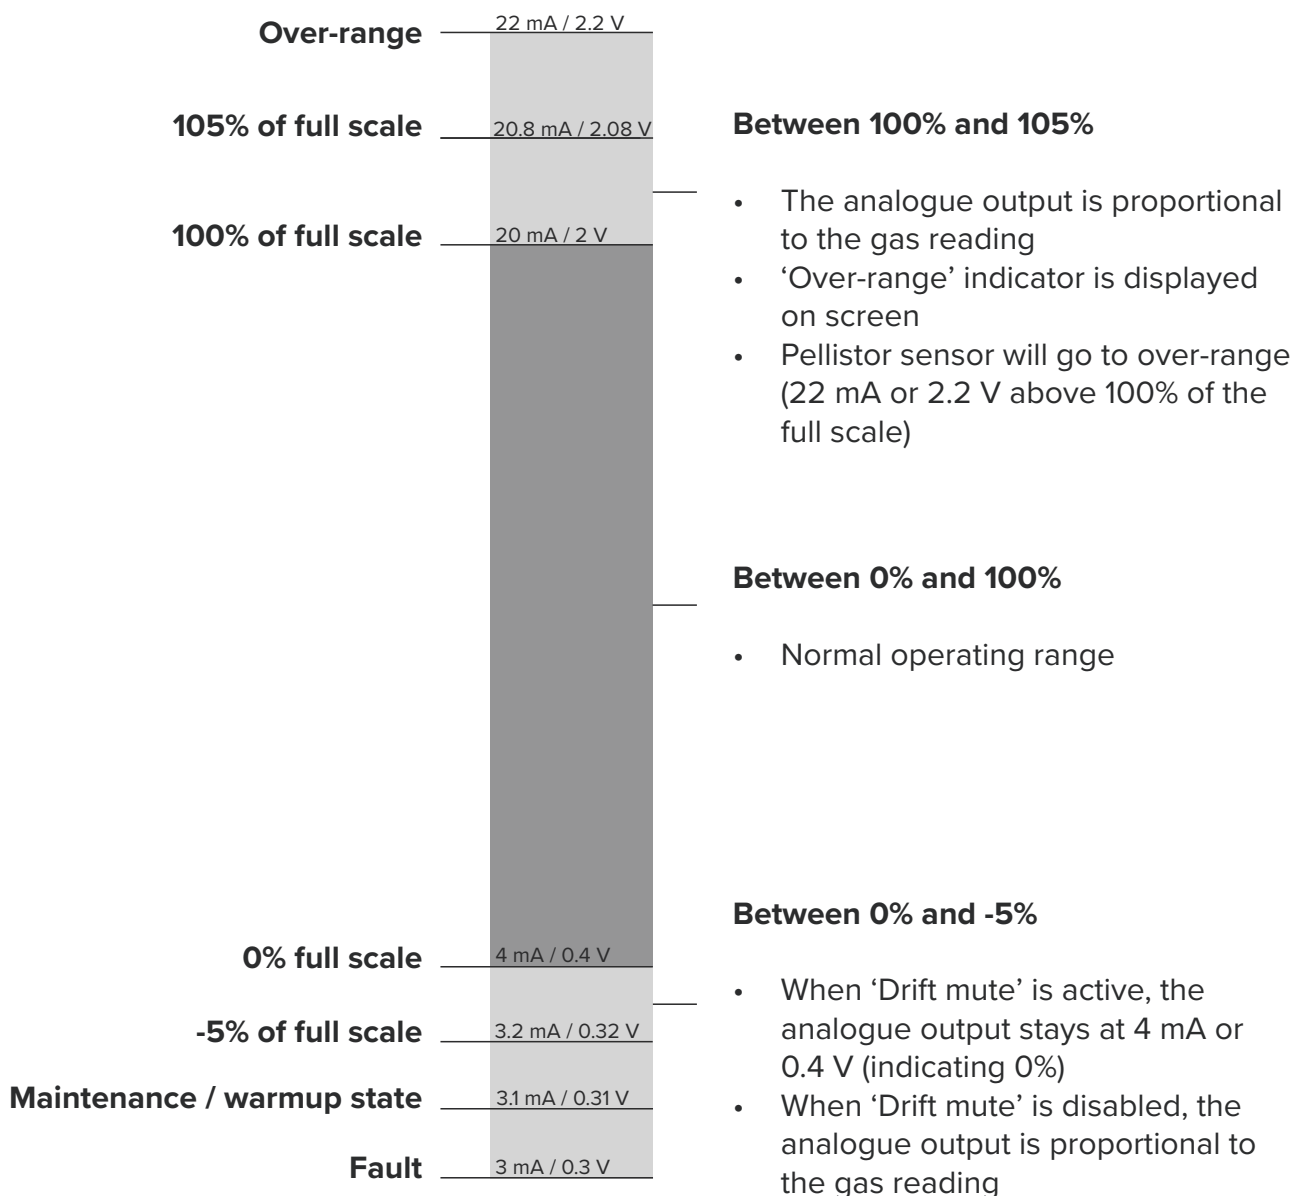 Over-range
22 mA / 2.2 V
105% of full scale
20.8 mA / 2.08 V
100% of full scale
20 mA / 2 V
Between 100% and 105%
• The analogue output is proportional
to the gas reading
• ‘Over-range’ indicator is displayed
on screen
• Pellistor sensor will go to over-range
(22 mA or 2.2 V above 100% of the
full scale)
Between 0% and 100%
• Normal operating range
0% full scale
4 mA / 0.4 V
-5% of full scale
3.2 mA / 0.32 V
Maintenance / warmup state
3.1 mA / 0.31 V
Fault
3 mA / 0.3 V
Between 0% and -5%
• When ‘Drift mute’ is active, the
analogue output stays at 4 mA or
0.4 V (indicating 0%)
• When ‘Drift mute’ is disabled, the
analogue output is proportional to
the gas reading